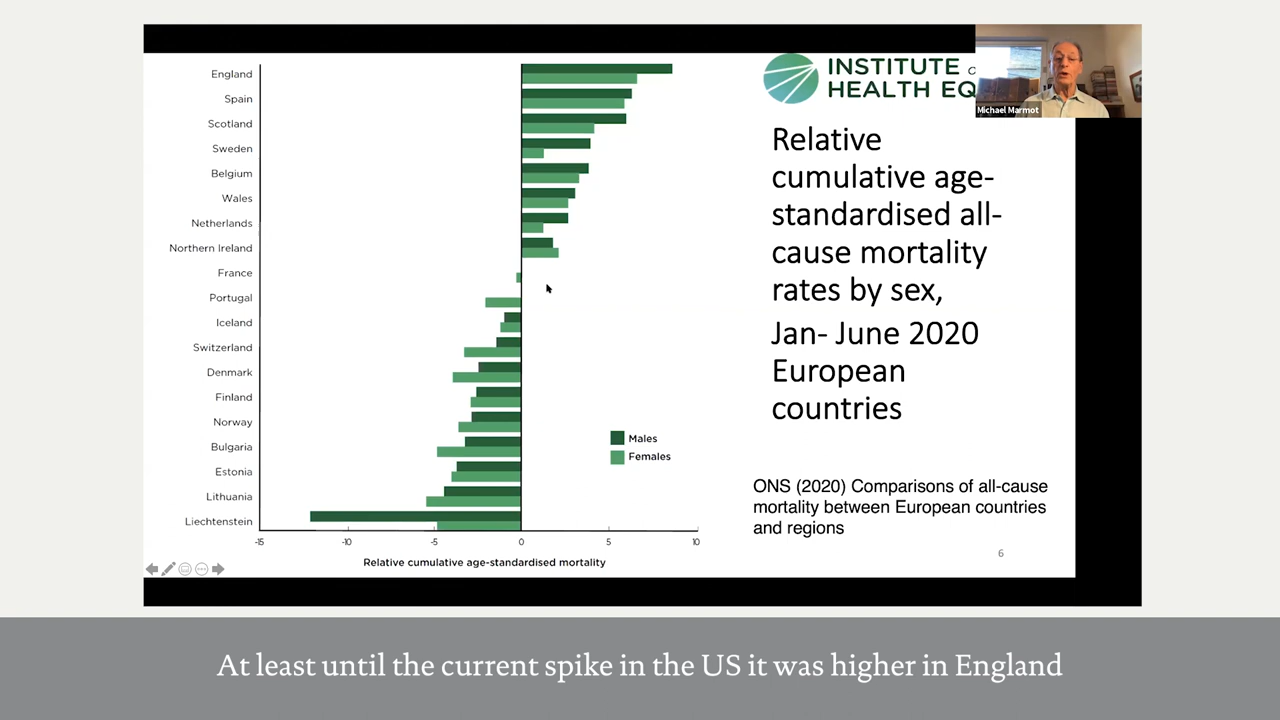 England
Spain
Scotland
Sweden
Belgium
Wales
Netherlands
Northern Ireland
France
Portugal
Iceland
Switzerland
Denmark
Finland
Norway
Bulgaria
Estonia
Lithuania
Liechtenstein
-15 -10 -5 0 5 10
Relative cumulative age-standardised mortality
Males
Females
INSTITUTE
HEALTH EQ
Michael Marmot
Relative
cumulative age-
standardised all-
cause mortality
rates by sex,
Jan- June 2020
European
countries
ONS (2020) Comparisons of all-cause
mortality between European countries
and regions
6
At least until the current spike in the US it was higher in England